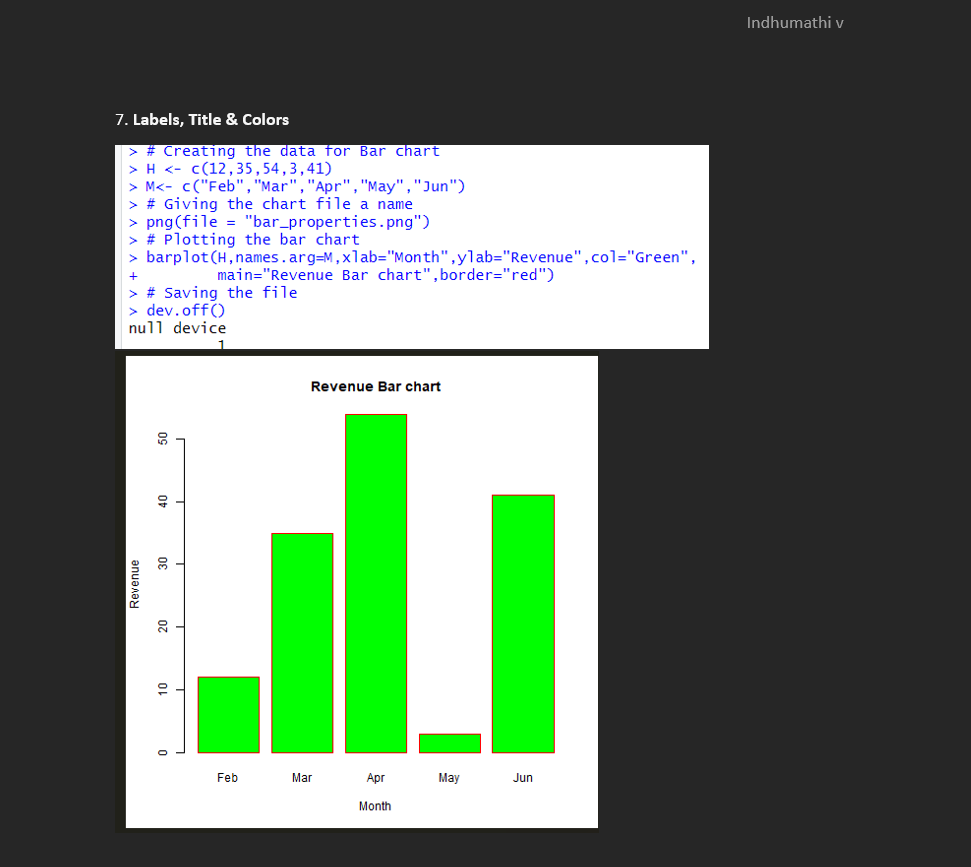 Indhumathi v
7. Labels, Title & Colors
> # Creating the data for Bar chart
> H <- c(12,35,54,3,41)
> M<- c("Feb","Mar","Apr","May","Jun")
> # Giving the chart file a name
> png(file = "bar_properties.png")
> # Plotting the bar chart
> barplot(H,names.arg=M,xlab="Month",ylab="Revenue",col="Green",
+         main="Revenue Bar chart",border="red")
> # Saving the file
> dev.off()
null device
          1
Revenue Bar chart
50
40
30
20
10
0
Revenue
Feb Mar Apr May Jun
Month